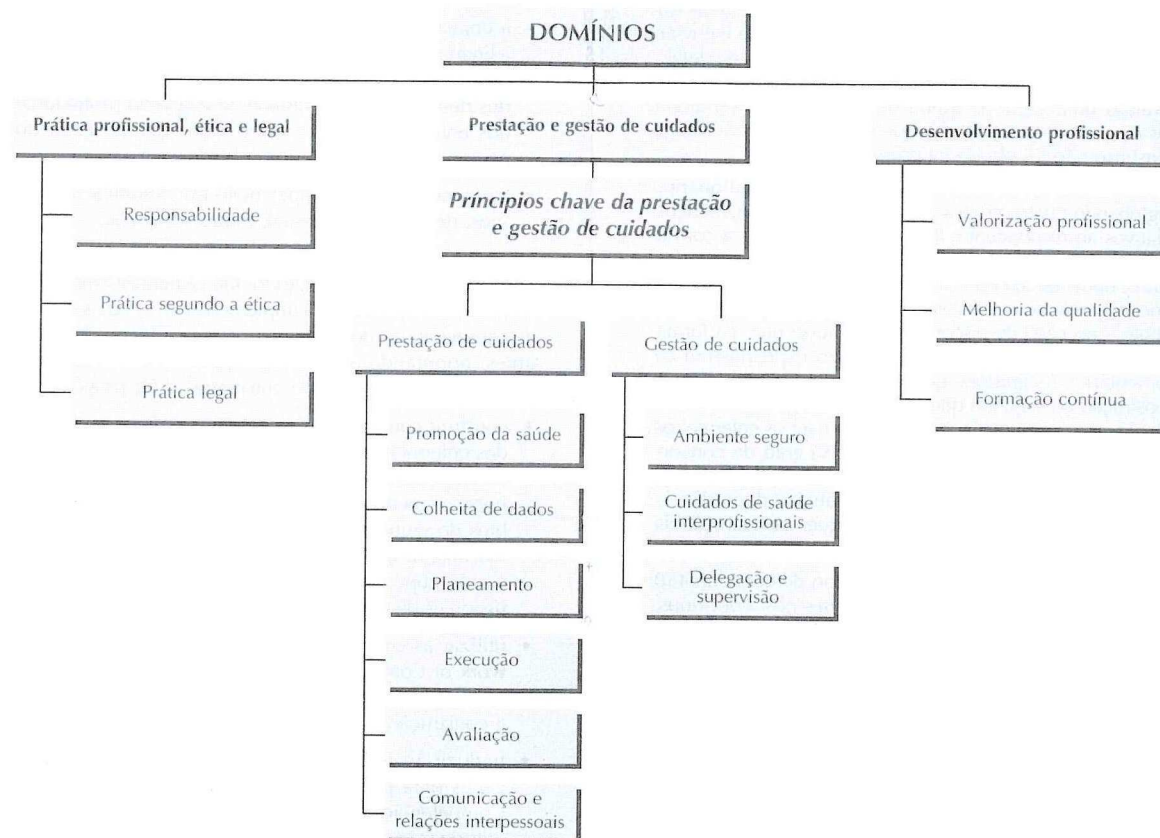 DOMÍNIOS
Prática profissional, ética e legal
Responsabilidade
Prática segundo a ética
Prática legal
Prestação e gestão de cuidados
Príncipios chave da prestação
e gestão de cuidados
Prestação de cuidados
Promoção da saúde
Colheita de dados
Planeamento
Execução
Avaliação
Comunicação e
relações interpessoais
Gestão de cuidados
Ambiente seguro
Cuidados de saúde
interprofissionais
Delegação e
supervisão
Desenvolvimento profissional
Valorização profissional
Melhoria da qualidade
Formação contínua